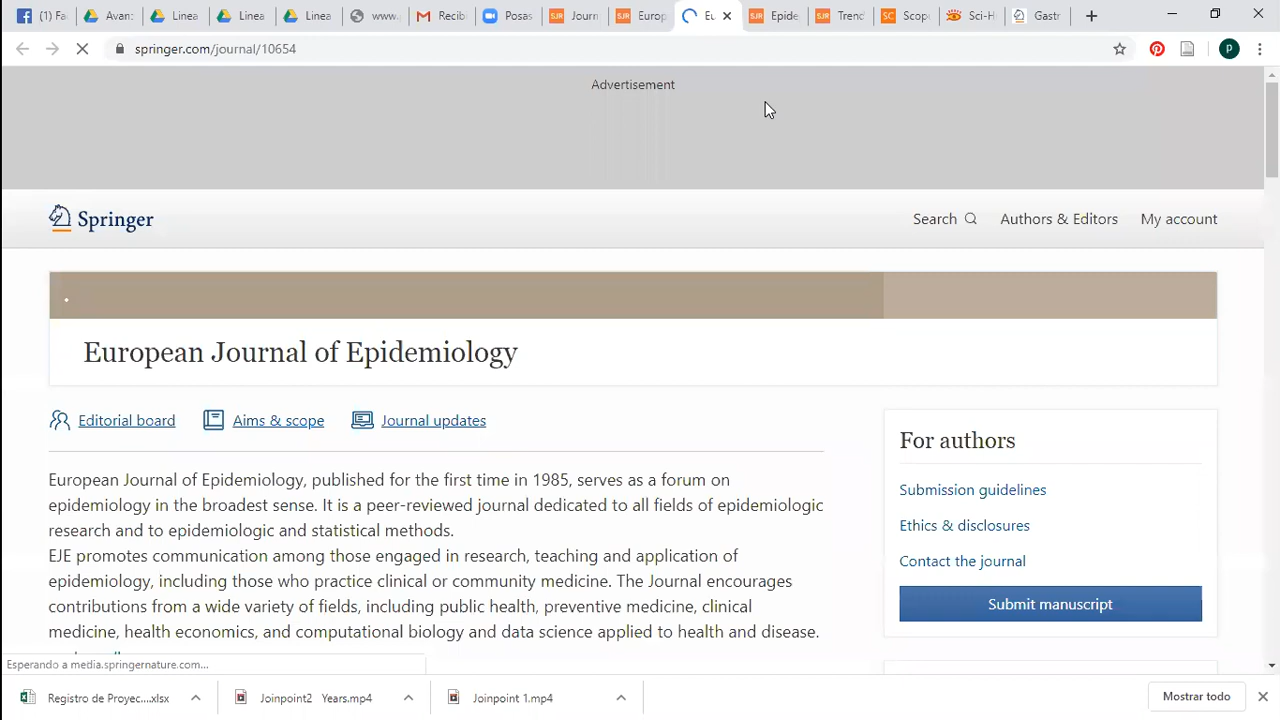 (1) Fa
Avanz
Linea
Linea
Linea
www.
Recib
Posas
Journ
Europ
Eu
Epide
Trend
Scop
Sci-H
Gastr
springer.com/journal/10654
P
Advertisement
Springer
Search
Authors & Editors
My account
European Journal of Epidemiology
Editorial board
Aims & scope
Journal updates
European Journal of Epidemiology, published for the first time in 1985, serves as a forum on
epidemiology in the broadest sense. It is a peer-reviewed journal dedicated to all fields of epidemiologic
research and to epidemiologic and statistical methods.
EJE promotes communication among those engaged in research, teaching and application of
epidemiology, including those who practice clinical or community medicine. The Journal encourages
contributions from a wide variety of fields, including public health, preventive medicine, clinical
medicine, health economics, and computational biology and data science applied to health and disease.
For authors
Submission guidelines
Ethics & disclosures
Contact the journal
Submit manuscript
Esperando a media.springernature.com...
Registro de Proyec....xlsx
Joinpoint2 Years.mp4
Joinpoint 1.mp4
Mostrar todo